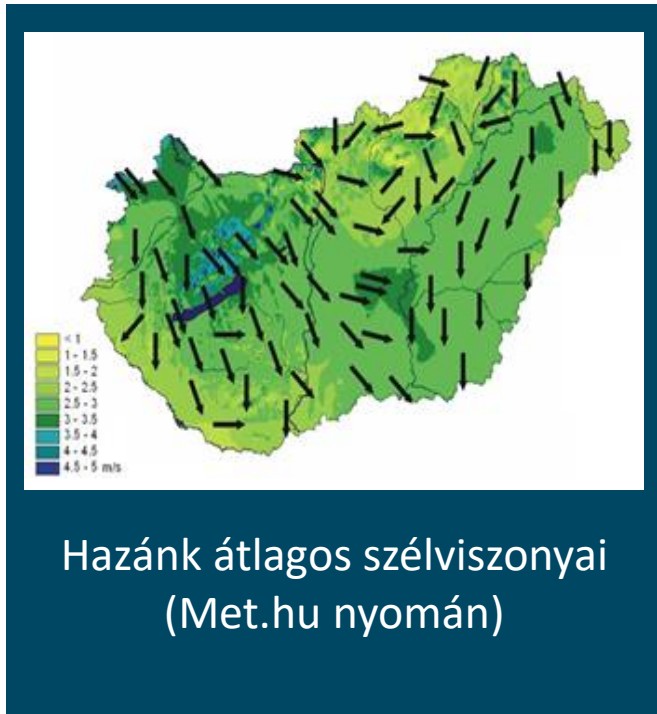 < 1
1 - 1.5
1.5 - 2
2 - 2.5
2.5 - 3
3 - 3.5
3.5 - 4
4 - 4.5
4.5 - 5 m/s
Hazánk átlagos szélviszonyai
(Met.hu nyomán)